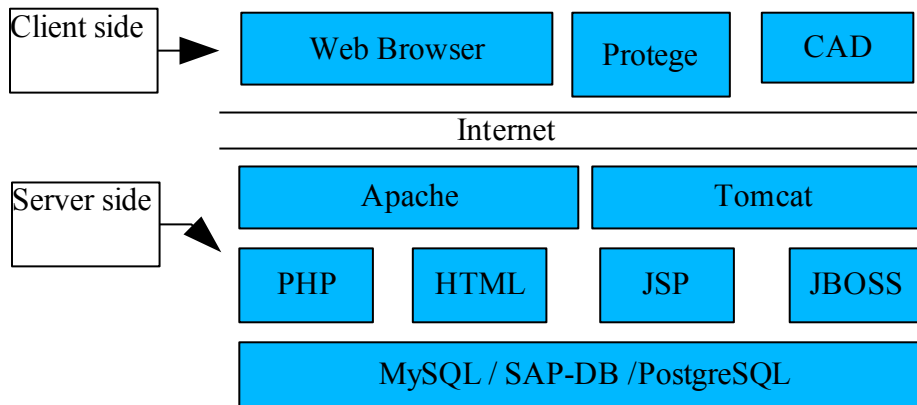 Client side
Web Browser
Protege
CAD
Internet
Server side
Apache
Tomcat
PHP
HTML
JSP
JBOSS
MySQL / SAP-DB /PostgreSQL